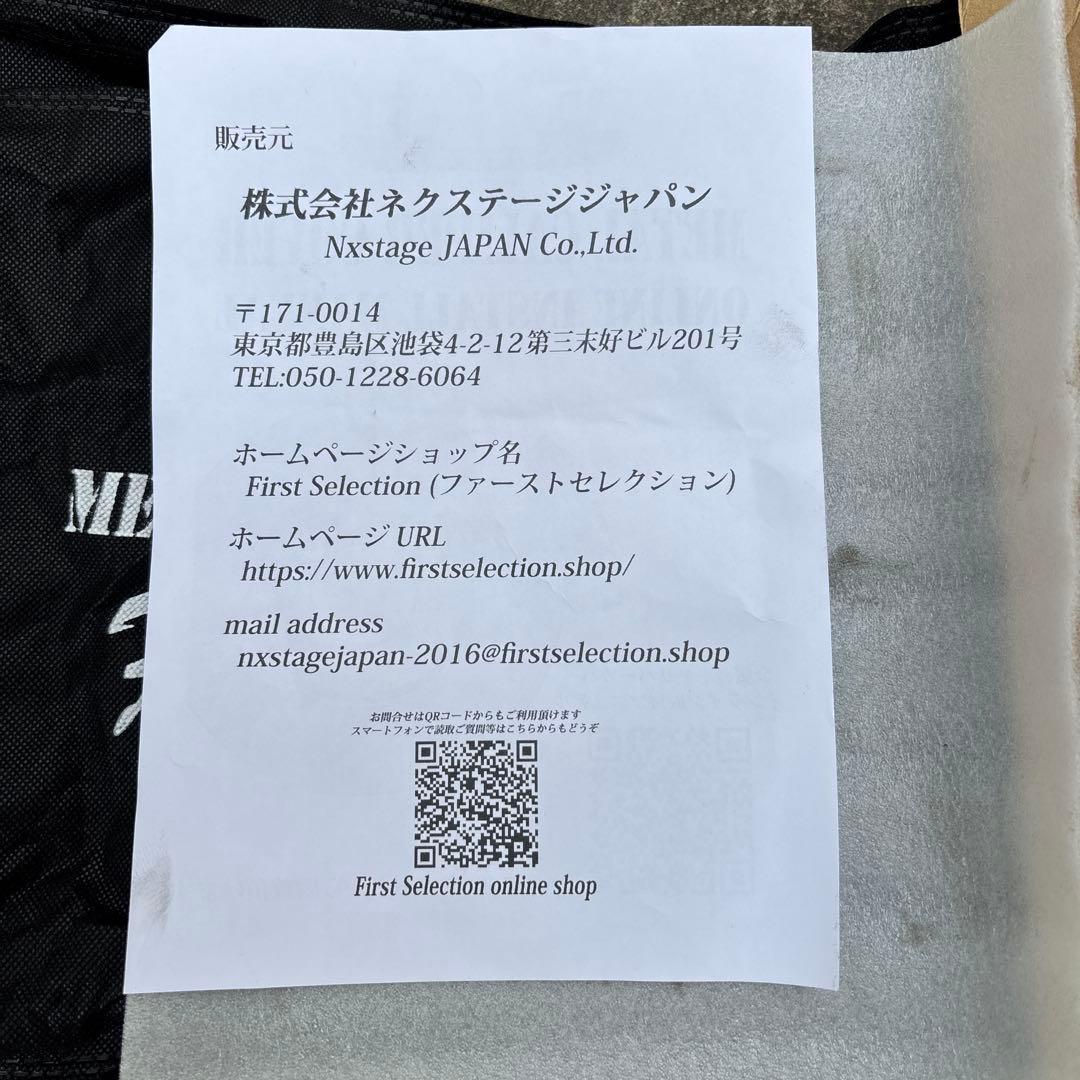 販売元
株式会社ネクステージジャパン
Nxstage JAPAN Co.,Ltd.
〒171-0014
東京都豊島区池袋4-2-12第三末好ビル201号
TEL:050-1228-6064
ホームページショップ名
First Selection (ファーストセレクション)
ホームページ URL
https://www.firstselection.shop/
mail address
nxstagejapan-2016@firstselection.shop
お問合せはQRコードからもご利用頂けます
スマートフォンで読取ご質問等はこちらからもどうぞ
First Selection online shop
ME